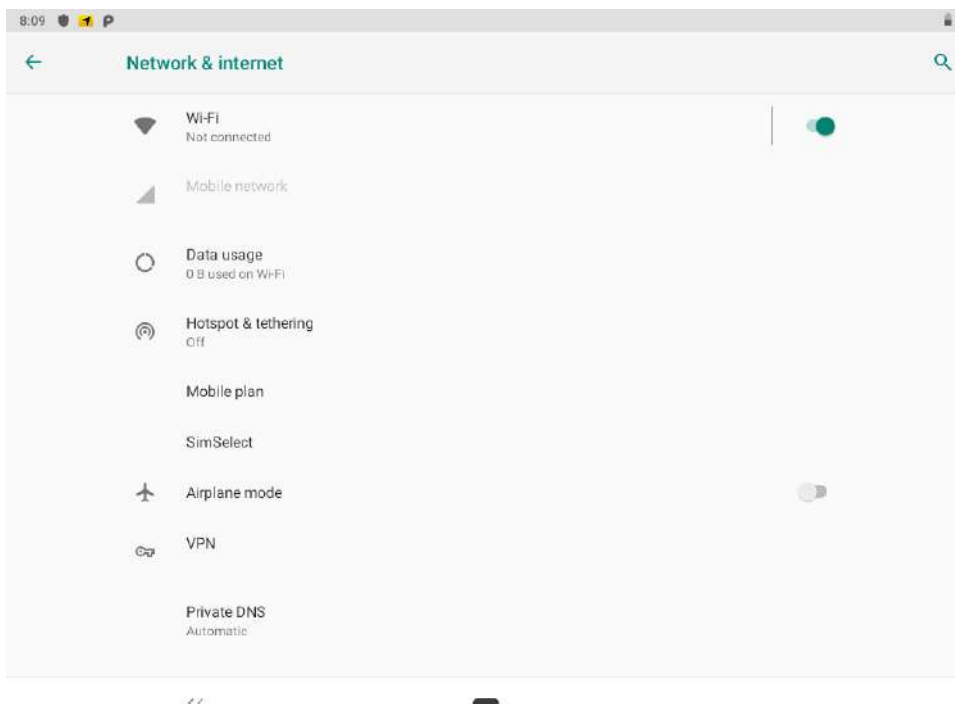 8:09
Network & internet
Wi-Fi
Not connected
Mobile network
Data usage
0 B used on Wi-Fi
Hotspot & tethering
Off
Mobile plan
SimSelect
Airplane mode
VPN
Private DNS
Automatic